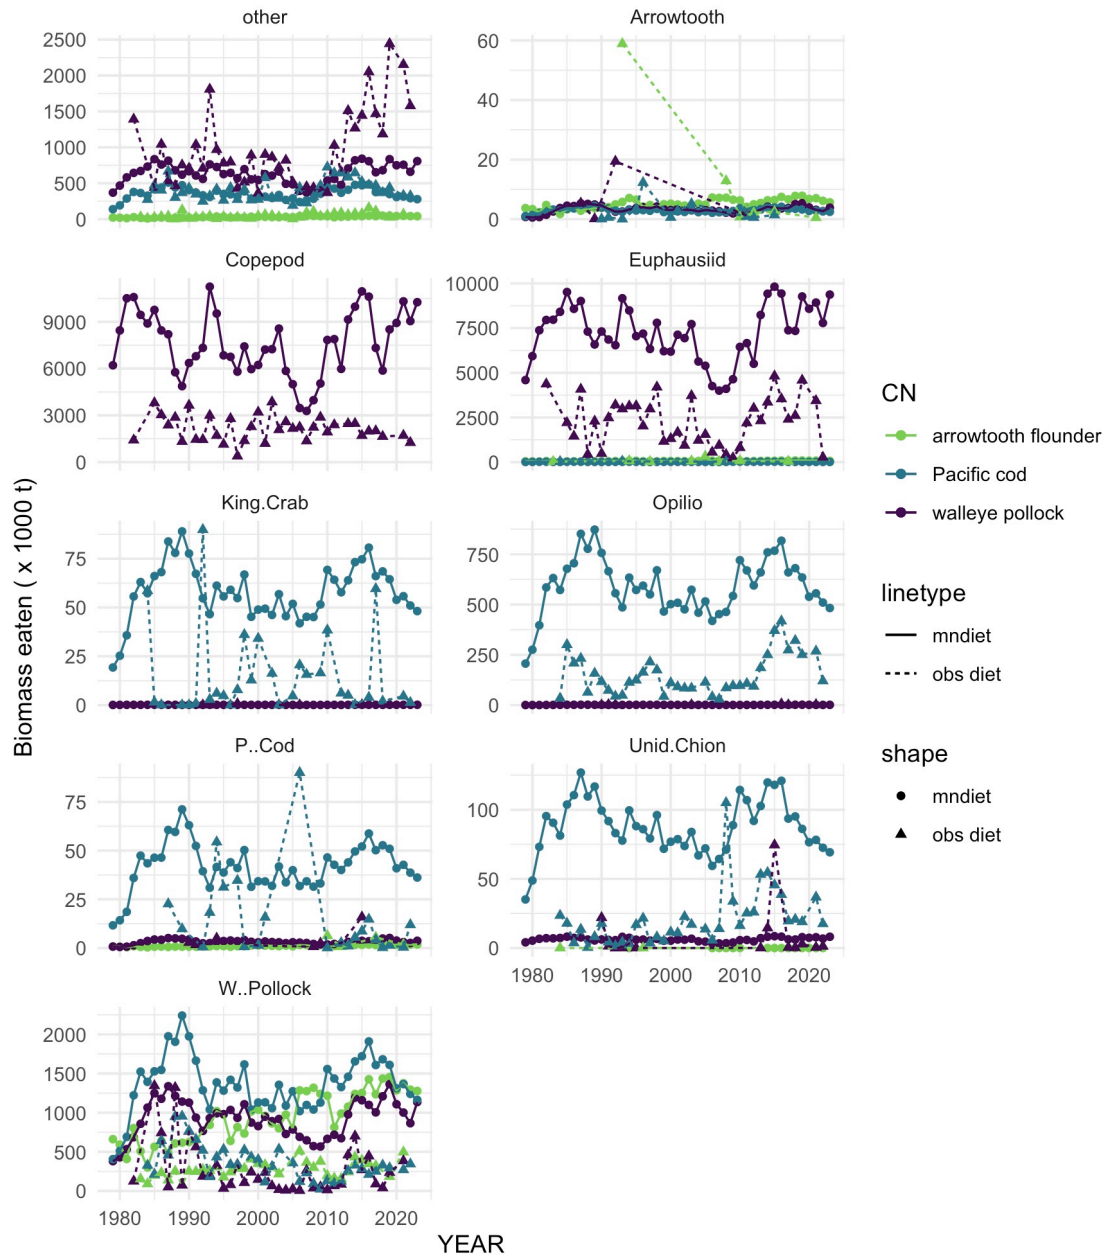 other
Arrowtooth
2500
2000
1500
1000
500
0
60
40
20
0
Copepod
Euphausiid
9000
6000
3000
0
10000
7500
5000
2500
0
King.Crab
Opilio
75
50
25
0
750
500
250
0
P..Cod
Unid.Chion
75
50
25
0
100
50
0
1980 1990 2000 2010 2020
W..Pollock
2000
1500
1000
500
0
1980 1990 2000 2010 2020
YEAR
Biomass eaten ( x 1000 t)
CN
arrowtooth flounder
Pacific cod
walleye pollock
linetype
mndiet
obs diet
shape
mndiet
obs diet